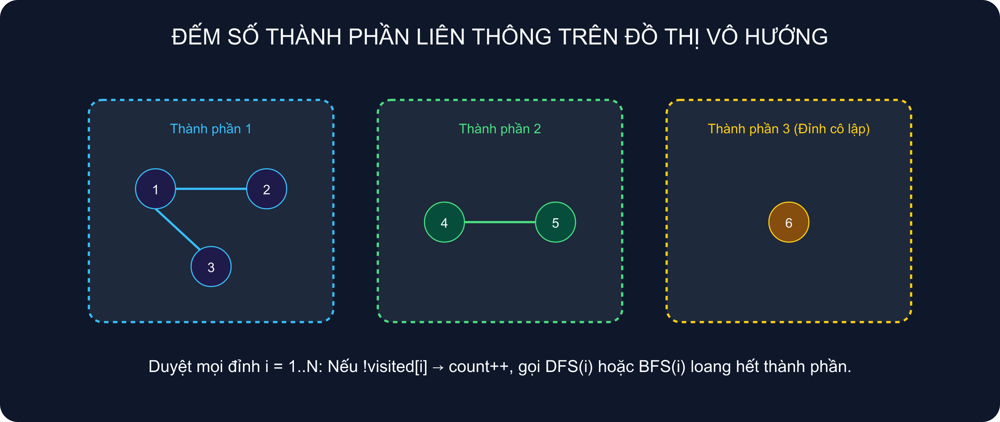 ĐẾM SỐ THÀNH PHẦN LIÊN THÔNG TRÊN ĐỒ THỊ VÔ HƯỚNG
Thành phần 1
1
2
3
Thành phần 2
4
5
Thành phần 3 (Đỉnh cô lập)
6
Duyệt mọi đỉnh i = 1..N: Nếu !visited[i] → count++, gọi DFS(i) hoặc BFS(i) loang hết thành phần.